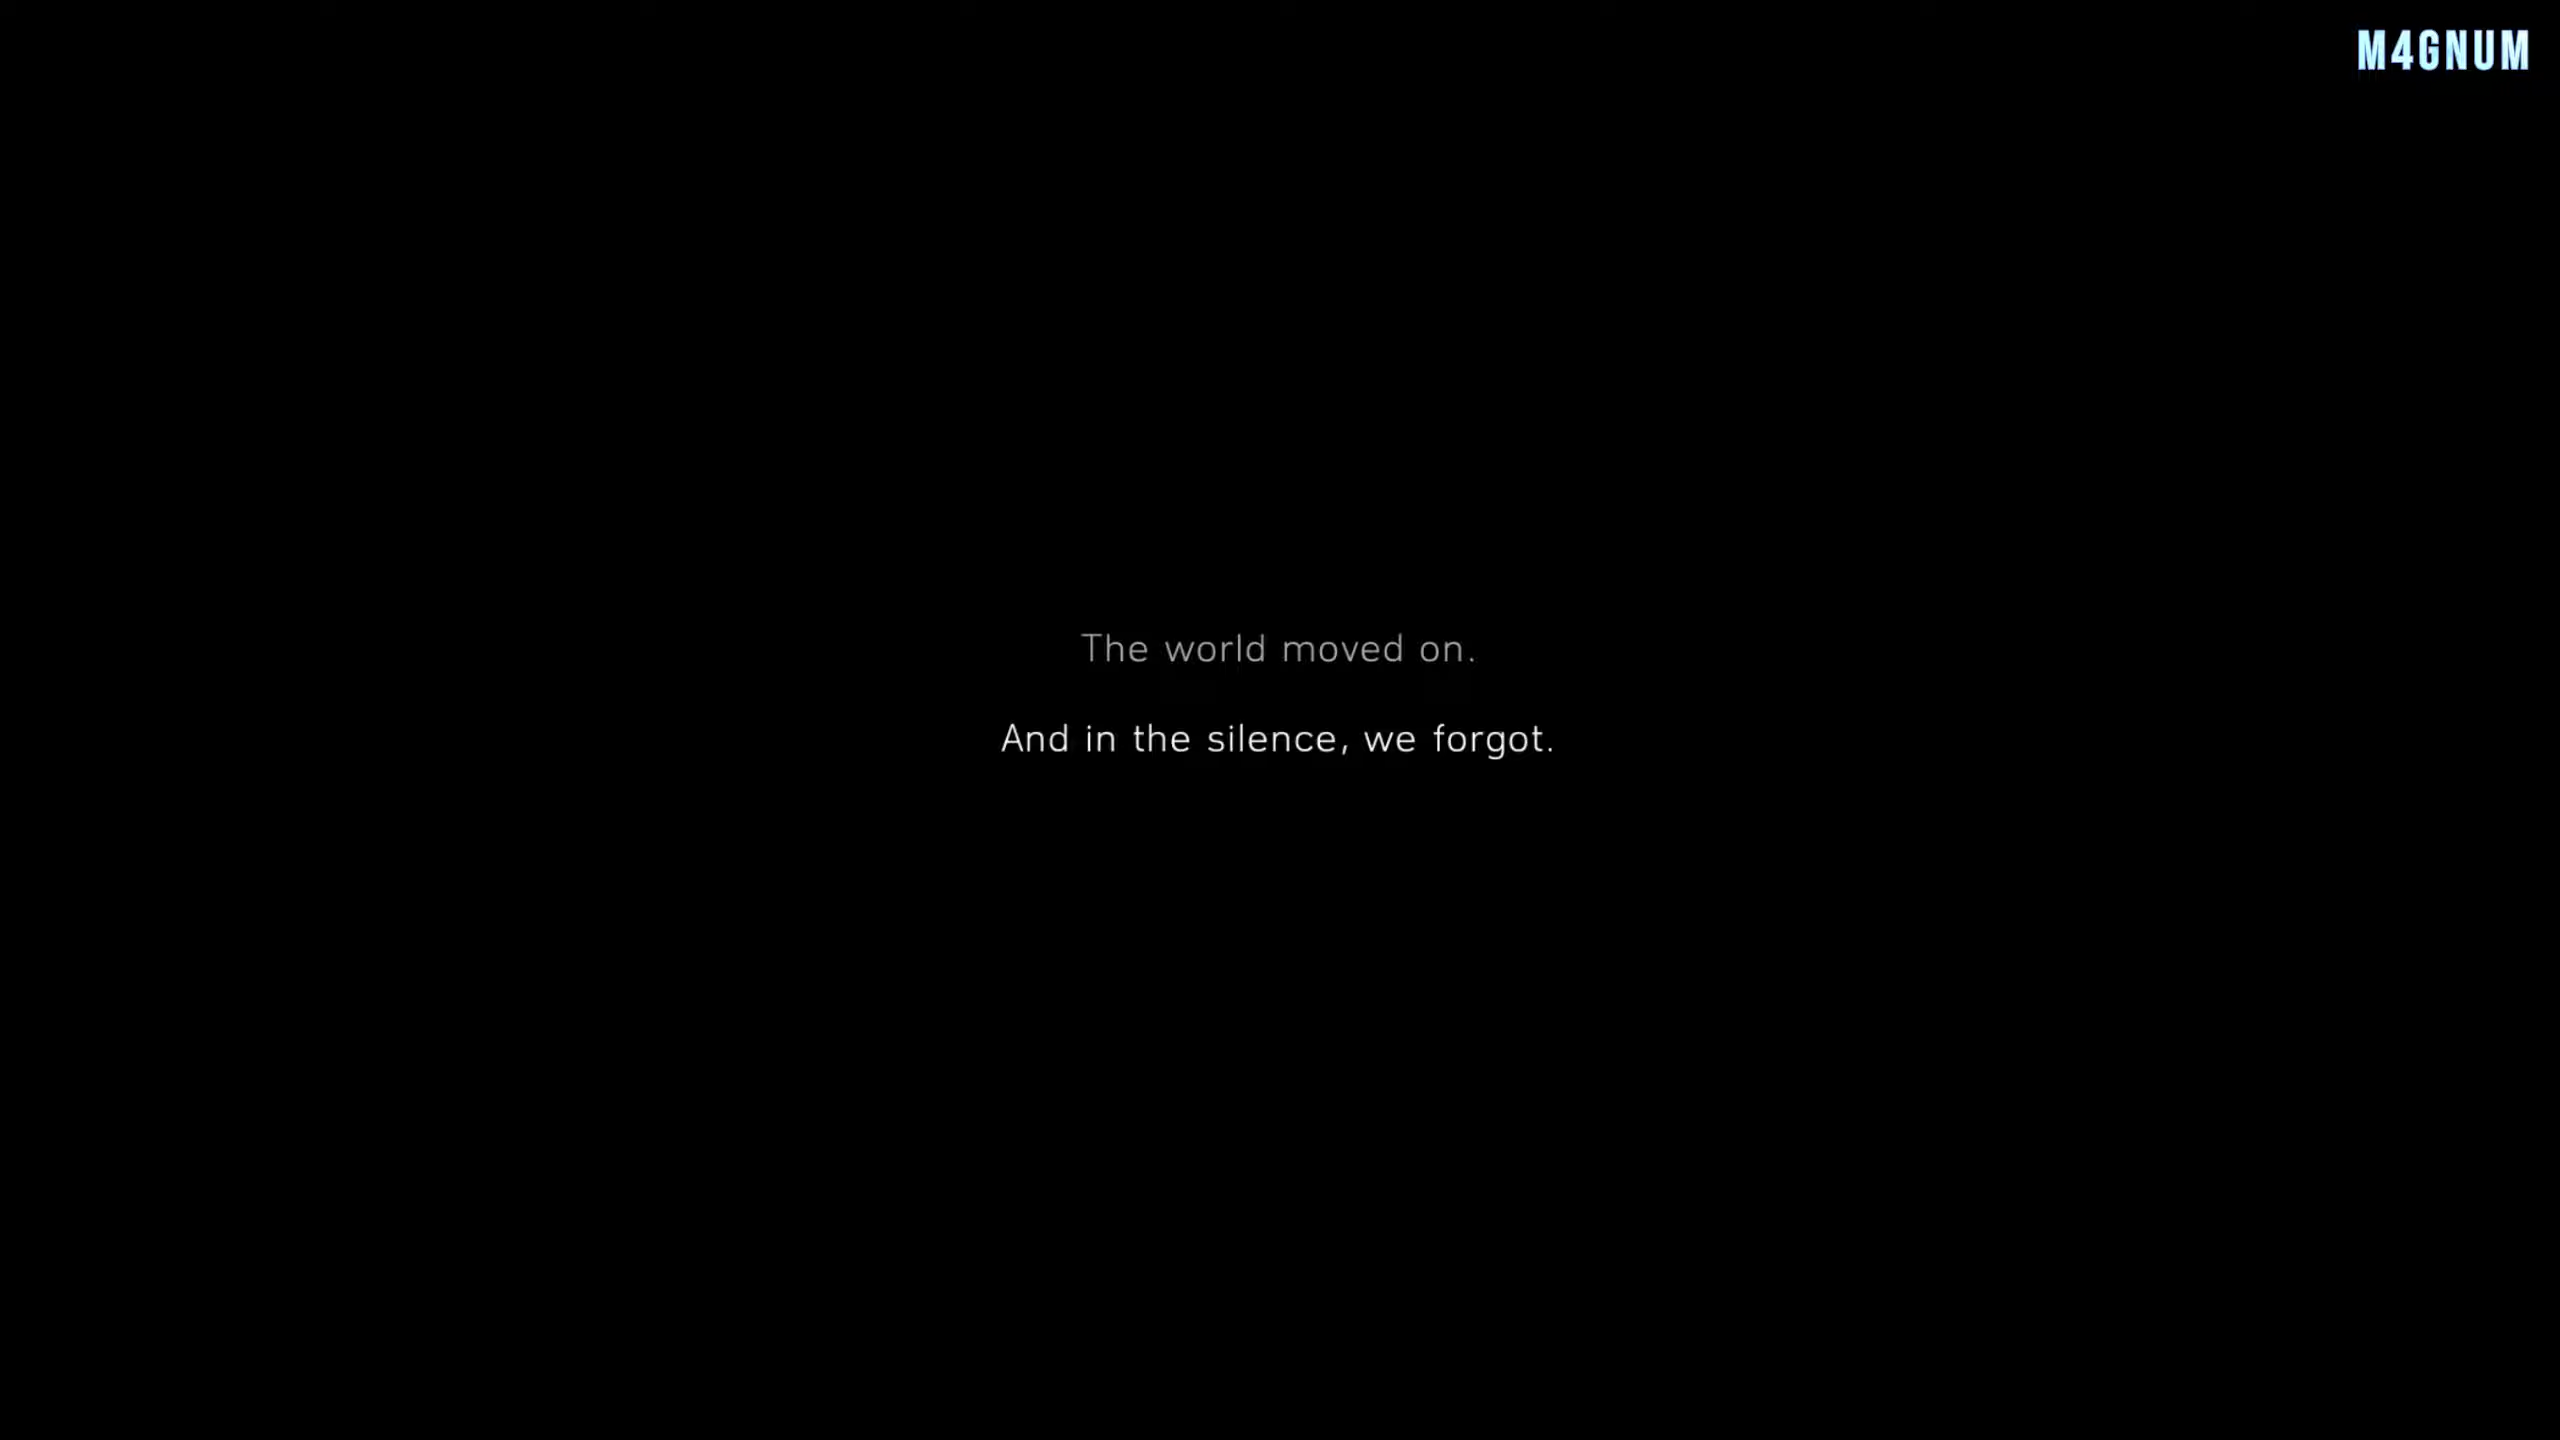 M4GNUM
The world moved on.
And in the silence, we forgot.